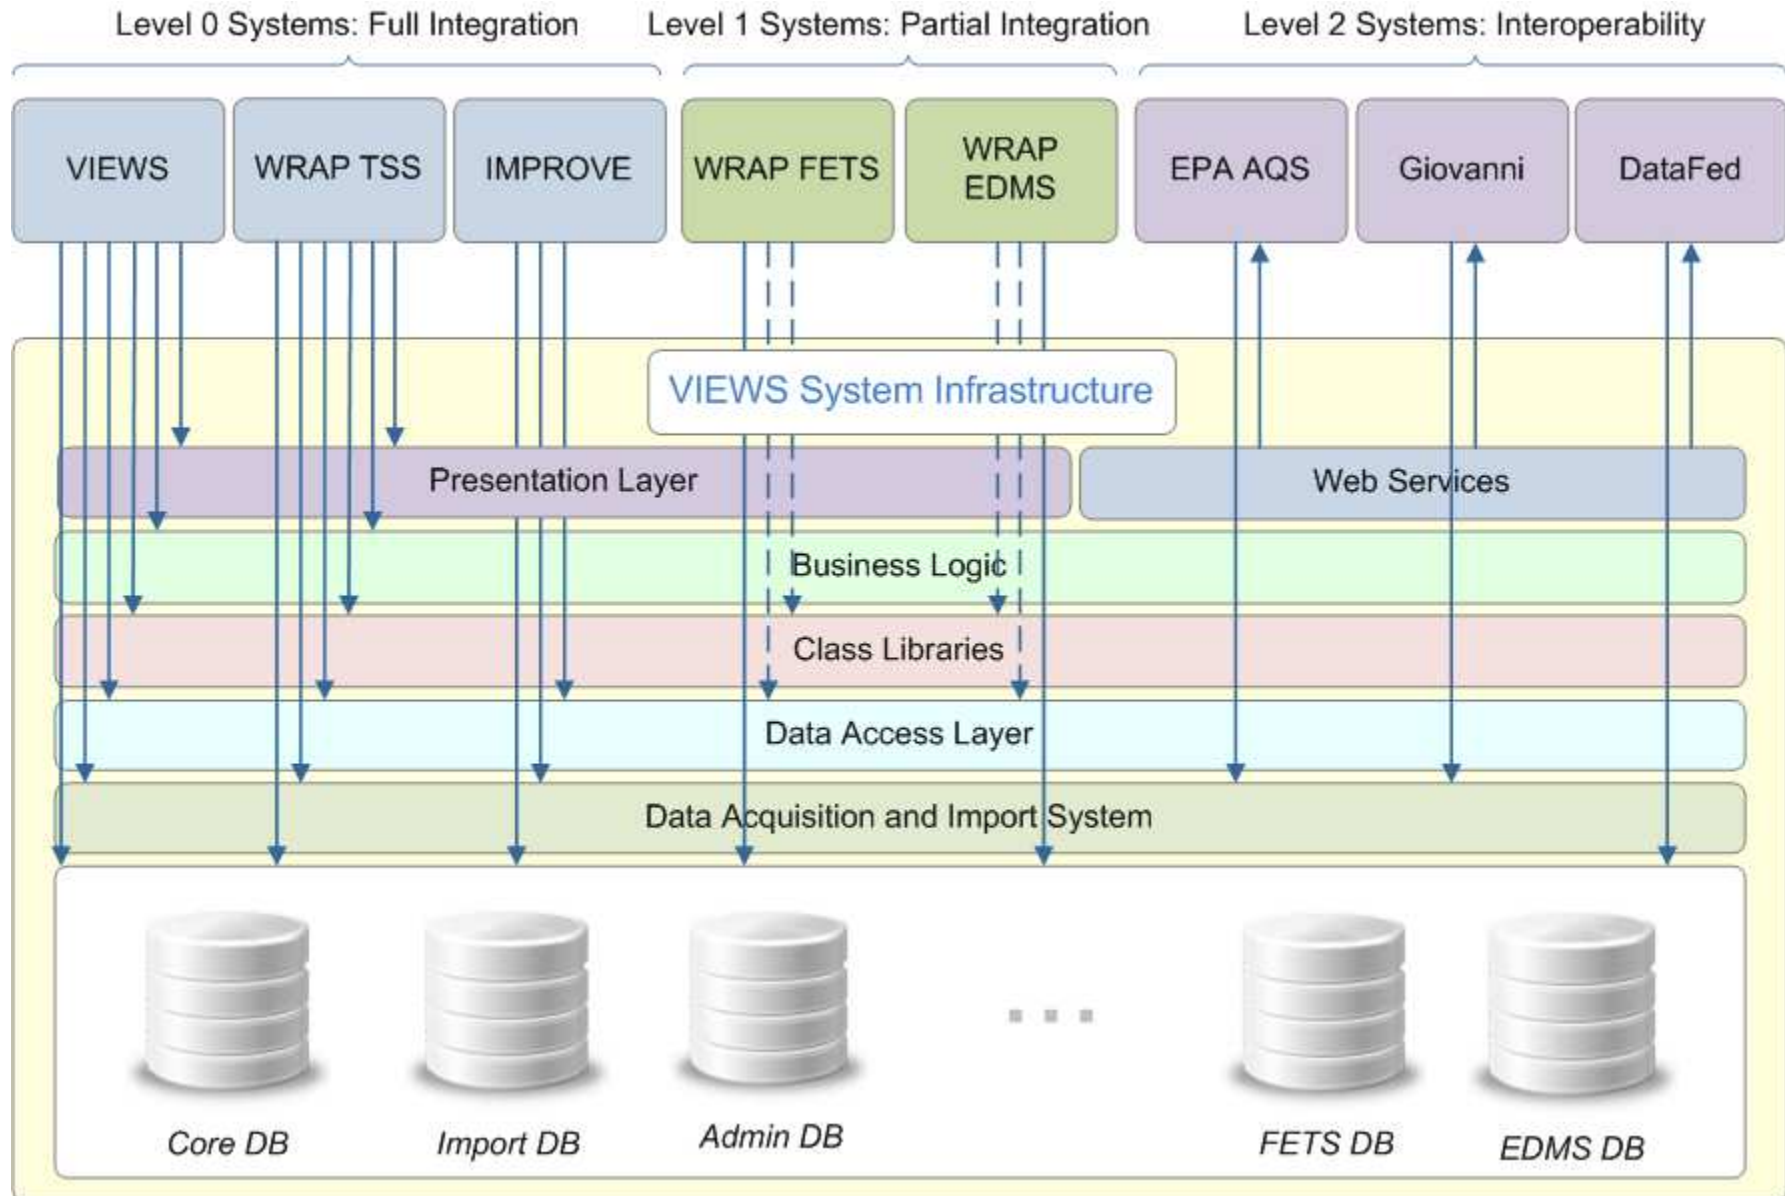 Level 0 Systems: Full Integration
Level 1 Systems: Partial Integration
Level 2 Systems: Interoperability
VIEWS
WRAP TSS
IMPROVE
WRAP FETS
WRAP
EDMS
EPA AQS
Giovanni
DataFed
VIEWS System Infrastructure
Presentation Layer
Web Services
Business Logic
Class Libraries
Data Access Layer
Data Acquisition and Import System
Core DB
Import DB
Admin DB
FETS DB
EDMS DB